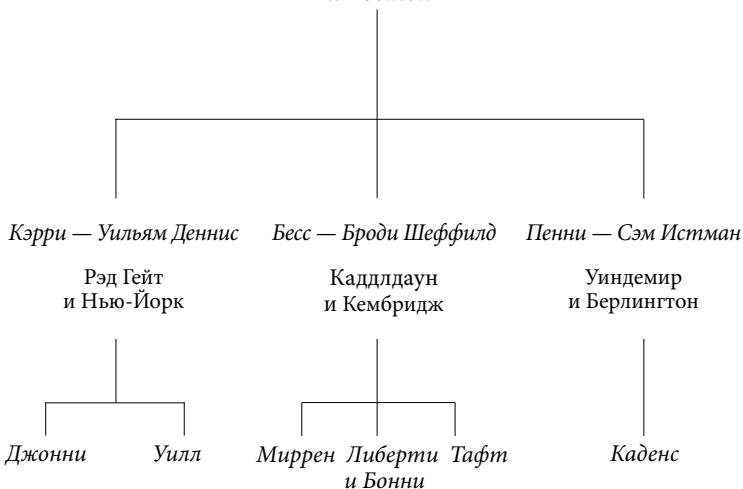 Кэрри — Уильям Деннис Бесс — Броди Шеффилд Пенни — Сэм Истман
Рэд Гейт Каддлдаун Уиндемир
и Нью-Йорк и Кембридж и Берлингтон
Джонни Уилл Миррен Либерти Тафт Каденс
и Бонни